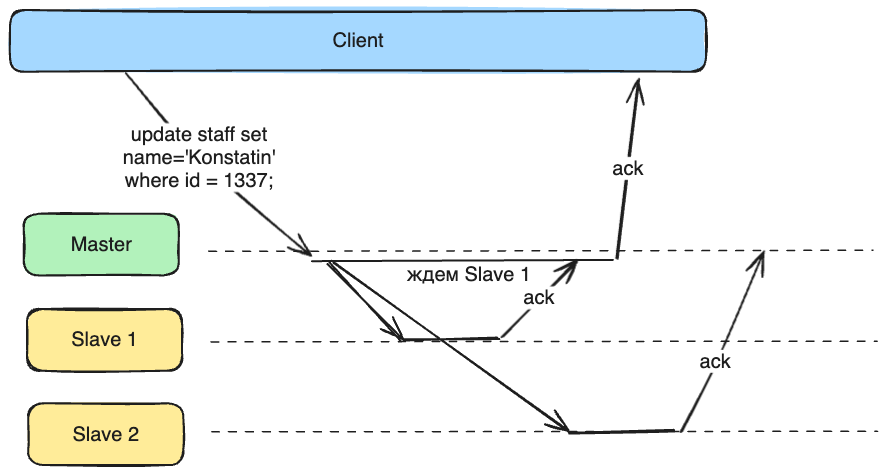 Client
update staff set
name='Konstatin'
where id = 1337;
ack
Master
ждем Slave 1
ack
Slave 1
ack
Slave 2